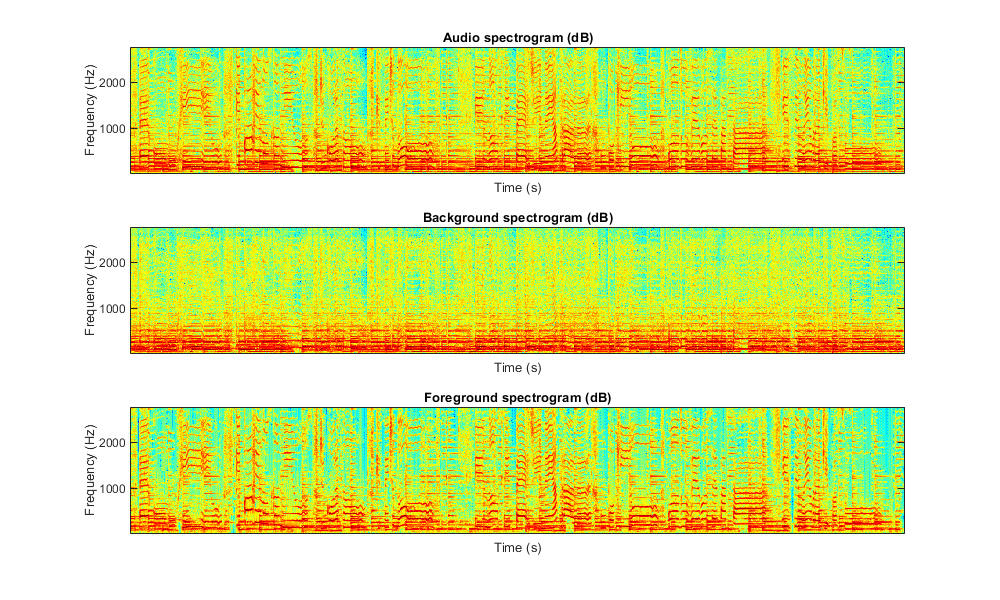 Audio spectrogram (dB)
Frequency (Hz)
2000
1000
Time (s)
Background spectrogram (dB)
Frequency (Hz)
2000
1000
Time (s)
Foreground spectrogram (dB)
Frequency (Hz)
2000
1000
Time (s)